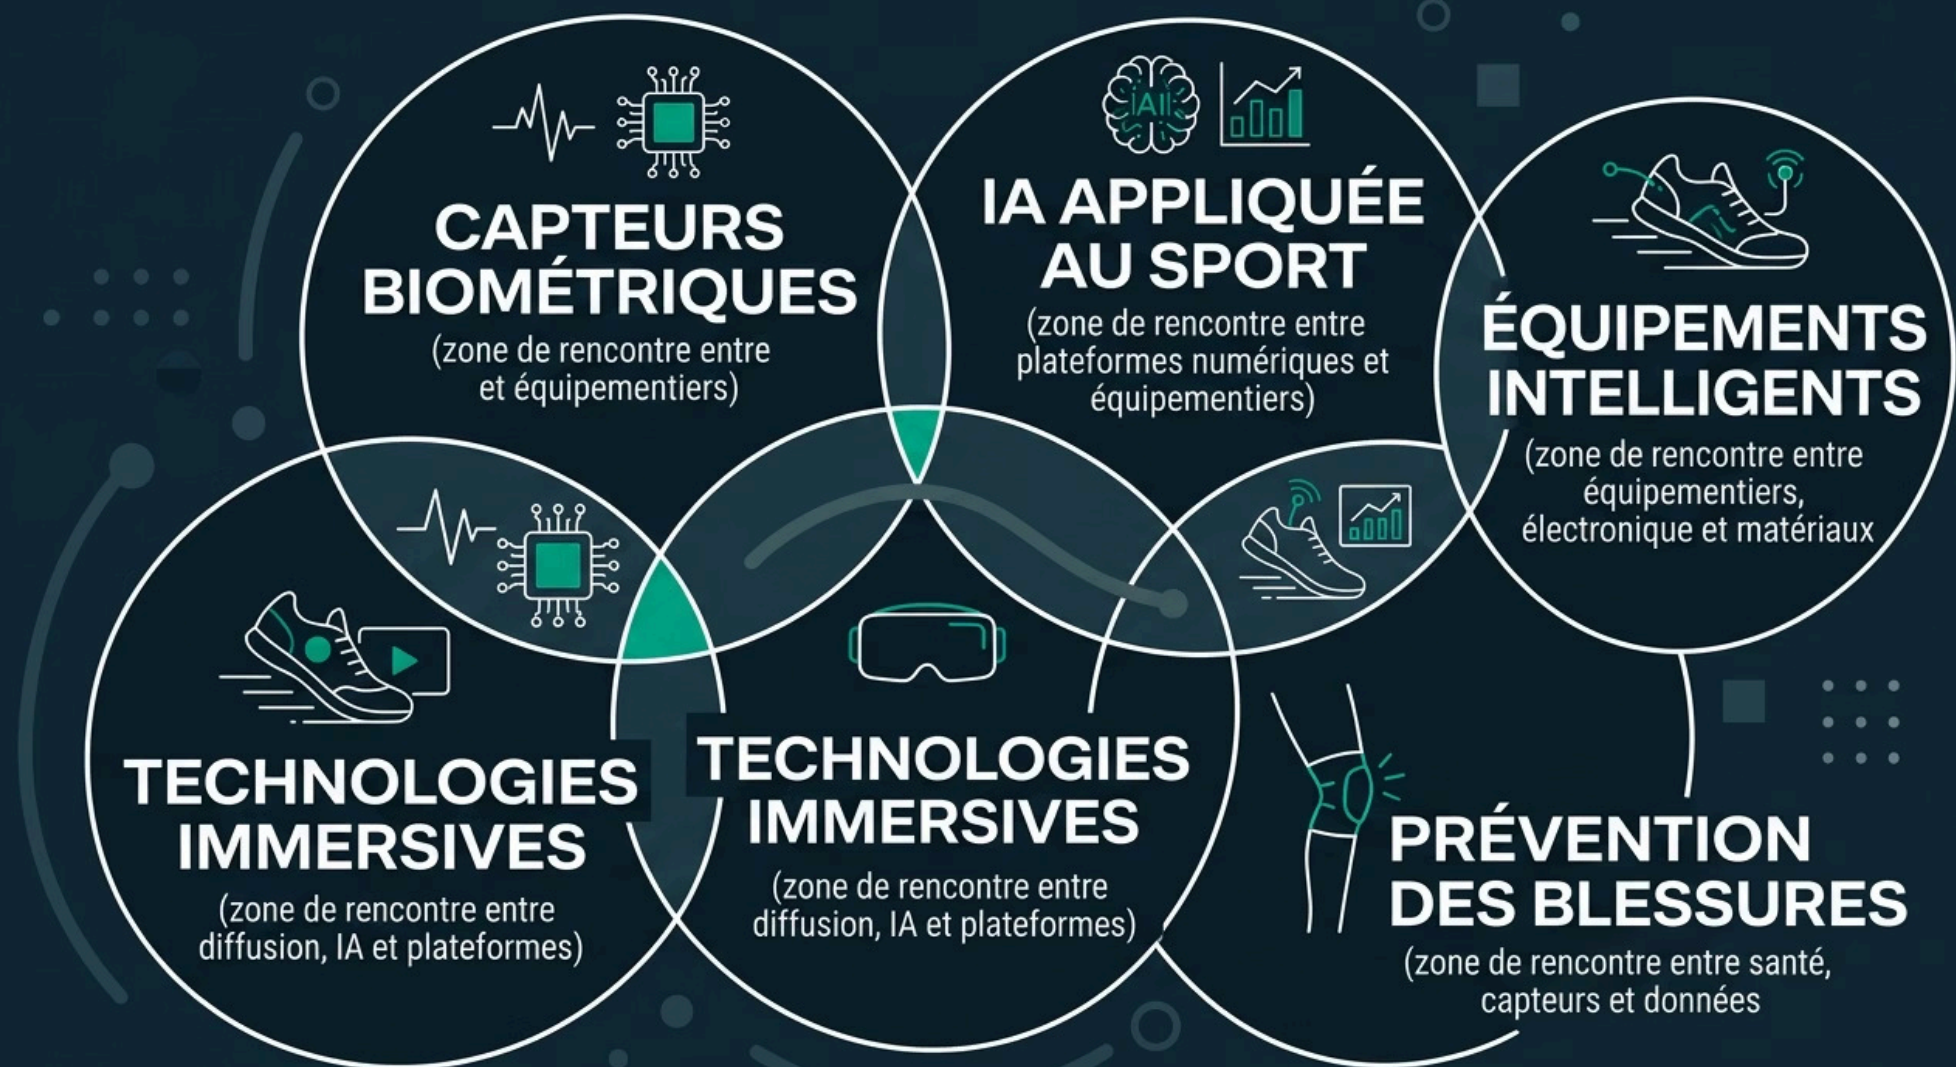 CAPTEURS
BIOMÉTRIQUES
(zone de rencontre entre
et équipementiers)
IAII
IA APPLIQUÉE
AU SPORT
(zone de rencontre entre
plateformes numériques et
équipementiers)
ÉQUIPEMENTS
INTELLIGENTS
(zone de rencontre entre
équipementiers,
électronique et matériaux
TECHNOLOGIES
IMMERSIVES
(zone de rencontre entre
diffusion, IA et plateformes)
TECHNOLOGIES
IMMERSIVES
(zone de rencontre entre
diffusion, IA et plateformes)
PRÉVENTION
DES BLESSURES
(zone de rencontre entre santé,
capteurs et données